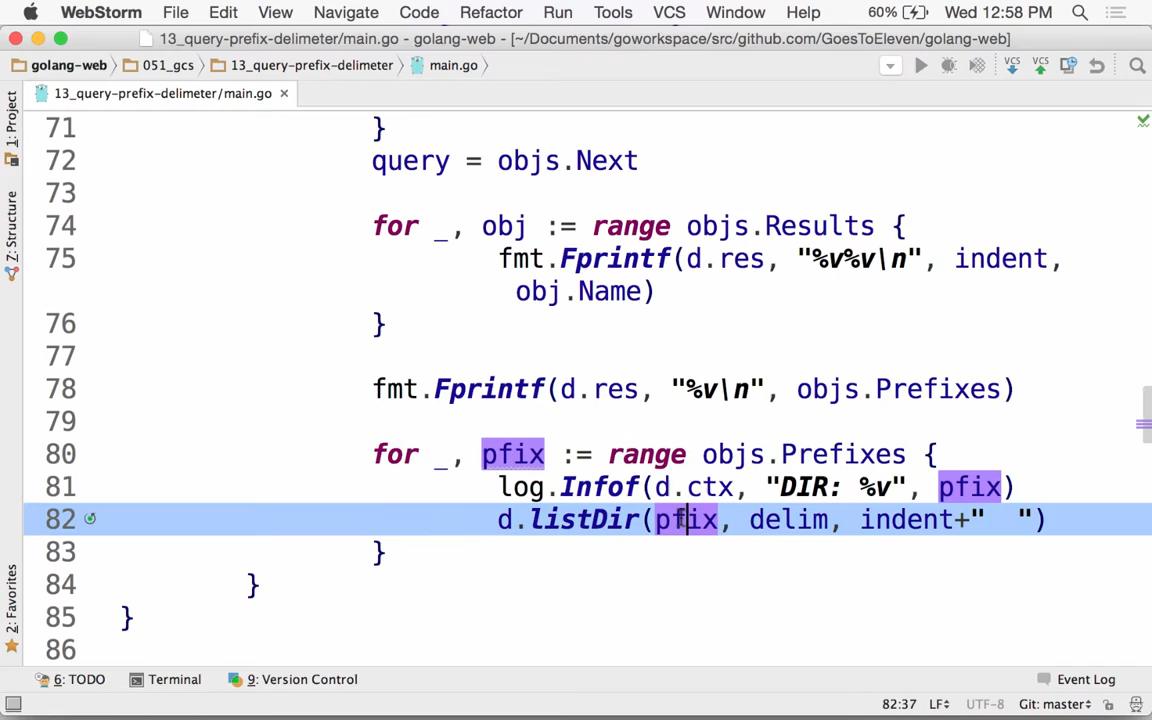 WebStorm File Edit View Navigate Code Refactor Run Tools VCS Window Help 60% Wed 12:58 PM
13_query-prefix-delimeter/main.go - golang-web - [~/Documents/goworkspace/src/github.com/GoesToEleven/golang-web]
golang-web 051_gcs 13_query-prefix-delimeter main.go VCS VCS
13_query-prefix-delimeter/main.go
1: Project
Z: Structure
2: Favorites
71 }
72 query = objs.Next
73
74 for _, obj := range objs.Results {
75 fmt.Fprintf(d.res, "%v%v\n", indent,
obj.Name)
76 }
77
78 fmt.Fprintf(d.res, "%v\n", objs.Prefixes)
79
80 for _, pfix := range objs.Prefixes {
81 log.Infof(d.ctx, "DIR: %v", pfix)
82 d.listDir(pfix, delim, indent+"  ")
83 }
84 }
85 }
86
6: TODO Terminal 9: Version Control Event Log
82:37 LF UTF-8 Git: master